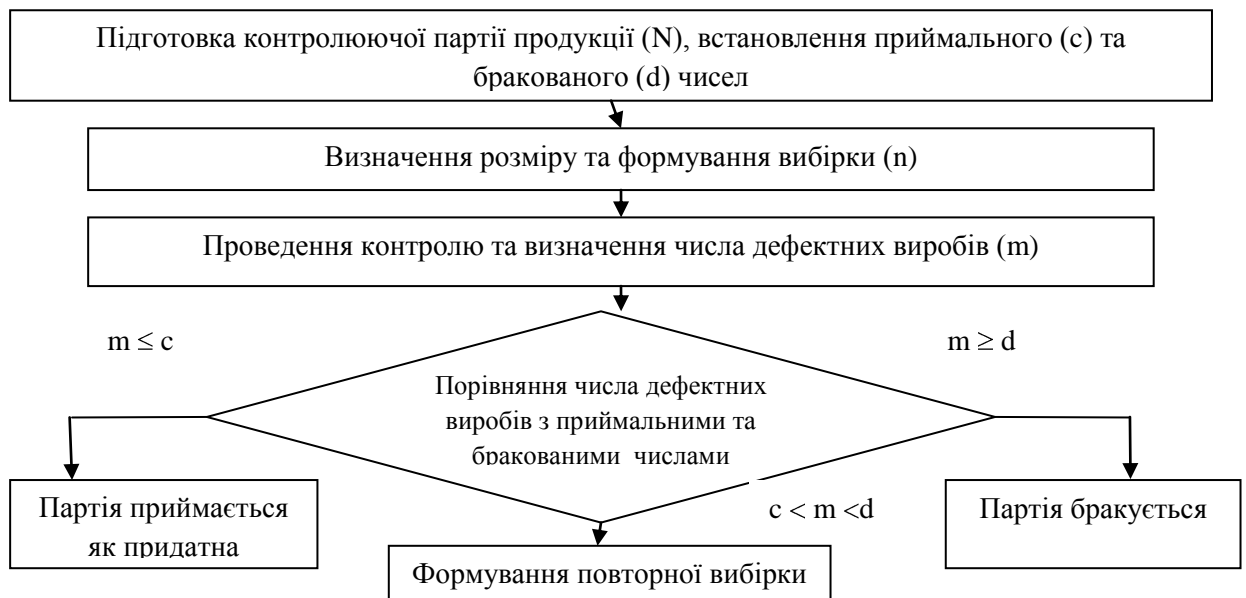 Підготовка контролюючої партії продукції (N), встановлення приймального (c) та
бракованого (d) чисел
Визначення розміру та формування вибірки (n)
Проведення контролю та визначення числа дефектних виробів (m)
m ≤ c
m ≥ d
Порівняння числа дефектних
виробів з приймальними та
бракованими числами
c < m <d
Партія приймається
як придатна
Партія бракується
Формування повторної вибірки